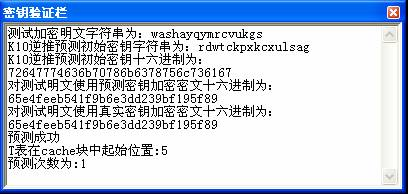 密钥验证栏
测试加密明文字符串为: washayqymrcvukgs
K10逆推预测初始密钥字符串为: rdwtckpxkcxulsag
K10逆推预测初始密钥十六进制为:
72647774636b70786b6378756c736167
对测试明文使用预测密钥加密密文十六进制为:
65e4feeb541f9b6e3dd239bf195f89
对测试明文使用真实密钥加密密文十六进制为:
65e4feeb541f9b6e3dd239bf195f89
预测成功
T表在cache块中起始位置:5
预测次数为:1